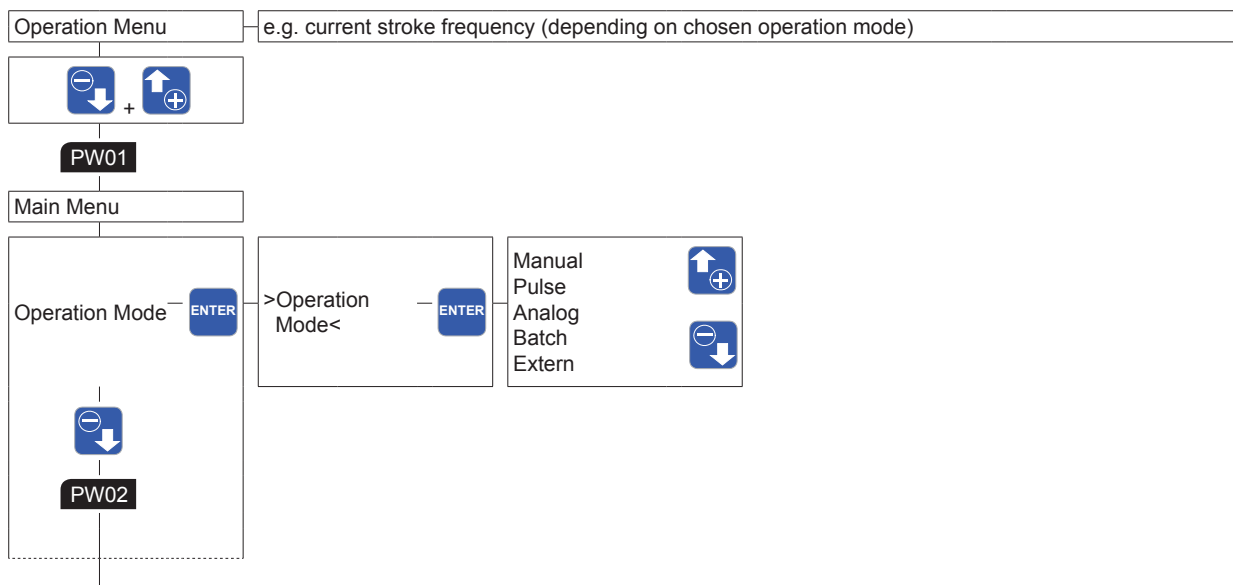 Operation Menu
e.g. current stroke frequency (depending on chosen operation mode)
+
PW01
Main Menu
Operation Mode
ENTER
>Operation
Mode<
ENTER
Manual
Pulse
Analog
Batch
Extern
PW02